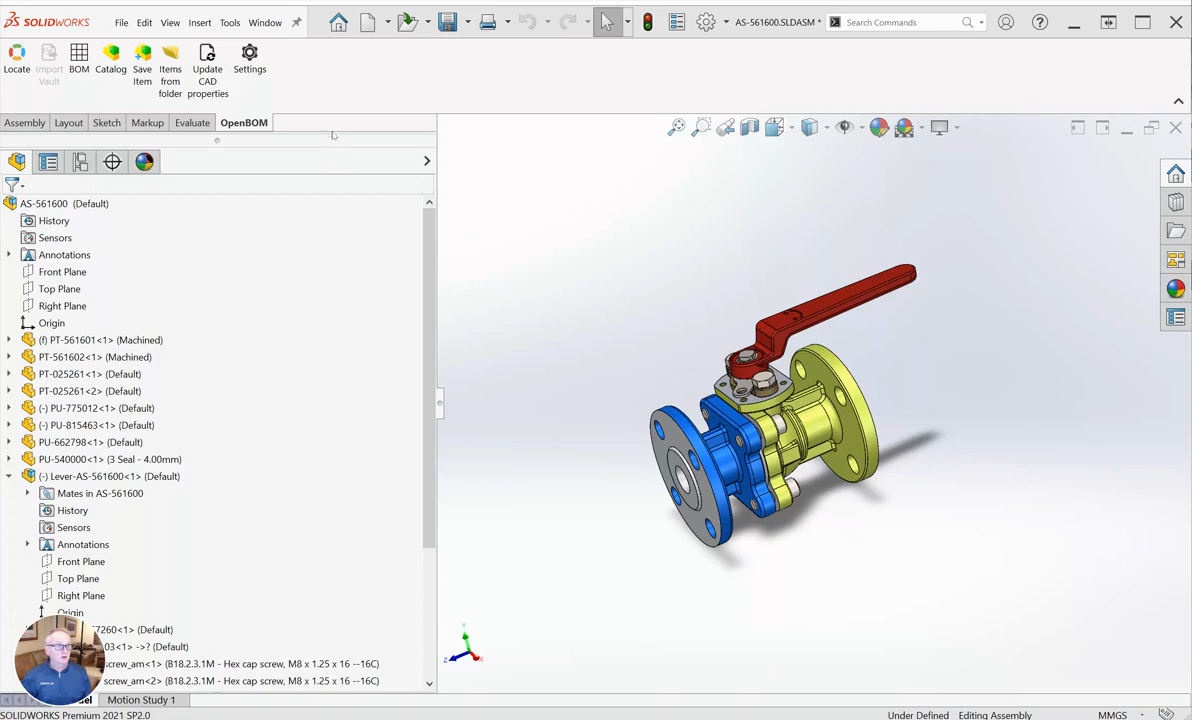 SOLIDWORKS File Edit View Insert Tools Window AS-561600.SLDASM * Search Commands
Locate Import Vault BOM Catalog Save Item Items from folder Update CAD properties Settings
Assembly Layout Sketch Markup Evaluate OpenBOM
AS-561600 (Default)
History
Sensors
Annotations
Front Plane
Top Plane
Right Plane
Origin
(f) PT-561601<1> (Machined)
PT-561602<1> (Machined)
PT-025261<1> (Default)
PT-025261<2> (Default)
(-) PU-775012<1> (Default)
(-) PU-815463<1> (Default)
PU-662798<1> (Default)
PU-540000<1> (3 Seal - 4.00mm)
(-) Lever-AS-561600<1> (Default)
Mates in AS-561600
History
Sensors
Annotations
Front Plane
Top Plane
Right Plane
Origin
7260<1> (Default)
03<1> ->? (Default)
screw_am<1> (B18.2.3.1M - Hex cap screw, M8 x 1.25 x 16 --16C)
screw_am<2> (B18.2.3.1M - Hex cap screw, M8 x 1.25 x 16 --16C)
Motion Study 1
SOLIDWORKS Premium 2021 SP2.0 Under Defined Editing Assembly MMGS